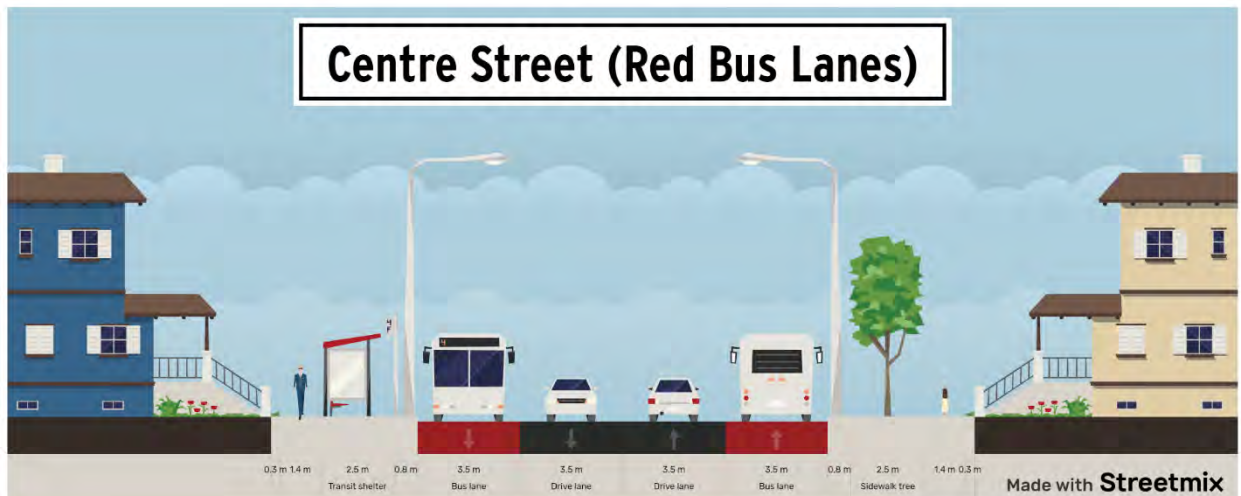 Centre Street (Red Bus Lanes)
0.3 m 1.4 m 2.5 m 0.8 m 3.5 m 3.5 m 3.5 m 3.5 m 0.8 m 2.5 m 1.4 m 0.3 m
Transit shelter Bus lane Drive lane Drive lane Bus lane Sidewalk tree
Made with Streetmix